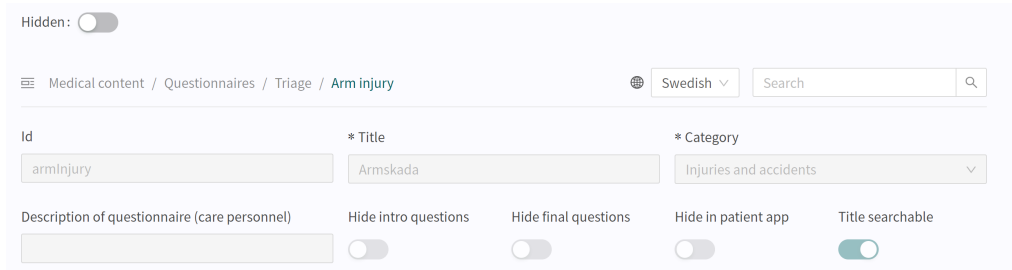 Hidden :
Medical content / Questionnaires / Triage / Arm injury Swedish Search
Id * Title * Category
armInjury Armskada Injuries and accidents
Description of questionnaire (care personnel) Hide intro questions Hide final questions Hide in patient app Title searchable